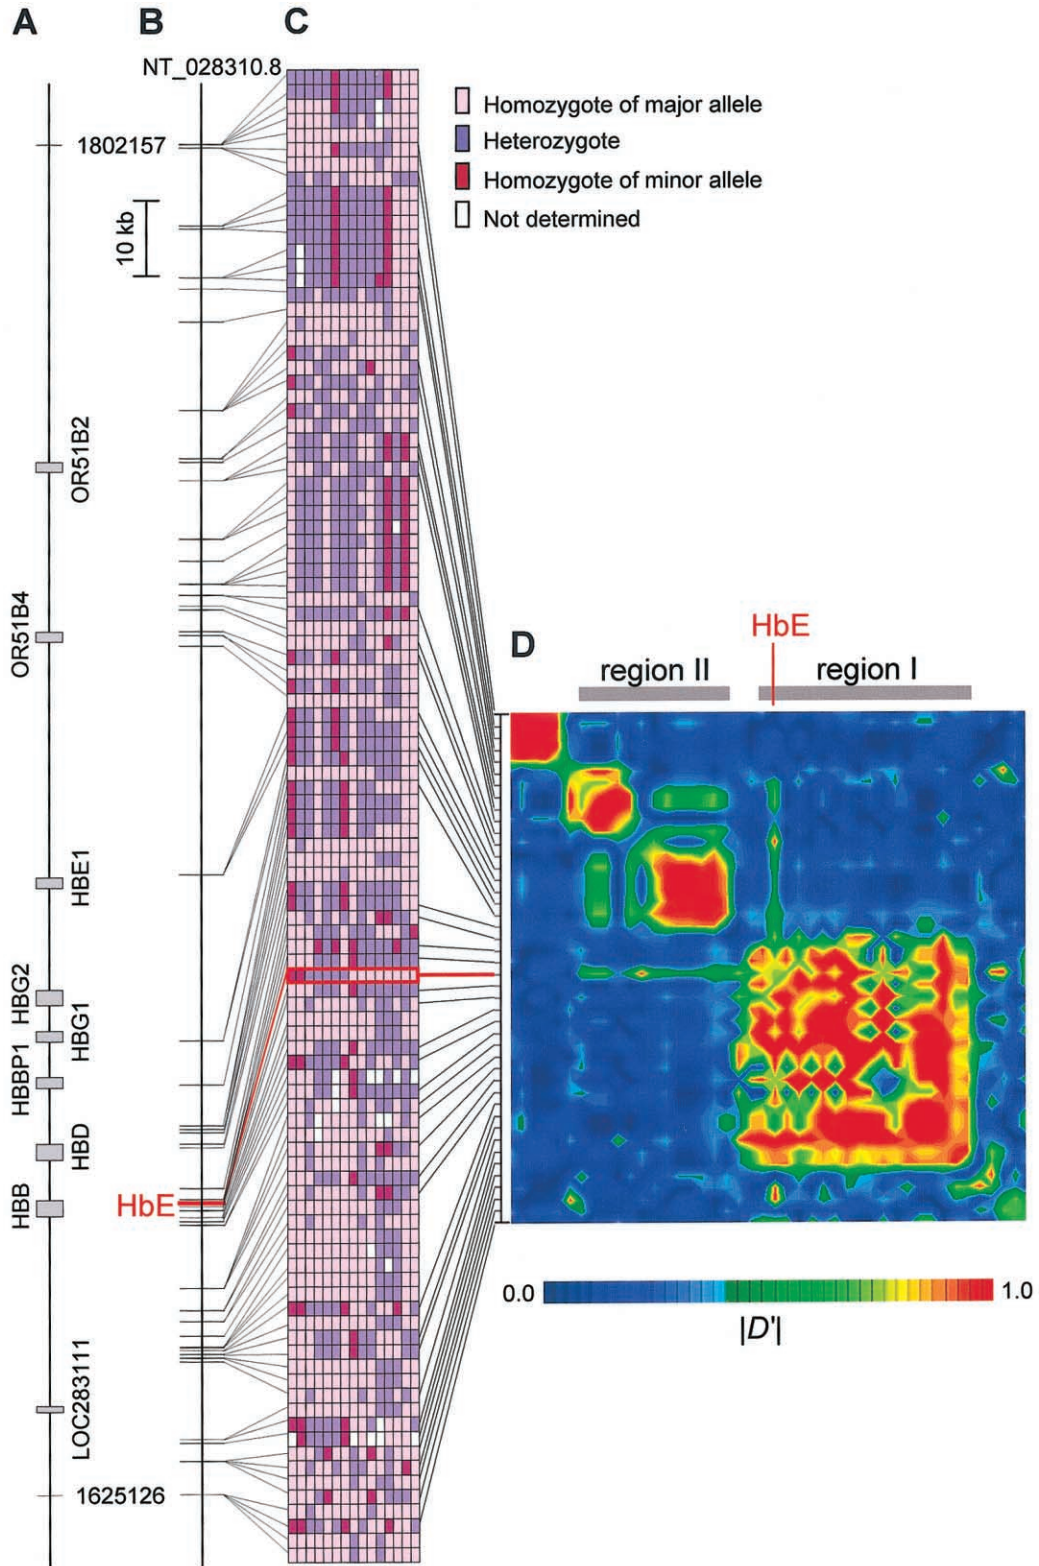 A
B
C
NT_028310.8
Homozygote of major allele
Heterozygote
Homozygote of minor allele
Not determined
1802157
10 kb
OR51B2
OR51B4
HBE1
HBG2
HBG1
HBBP1
HBD
HBB
HbE
LOC283111
1625126
D
HbE
region II
region I
0.0
1.0
|D'|